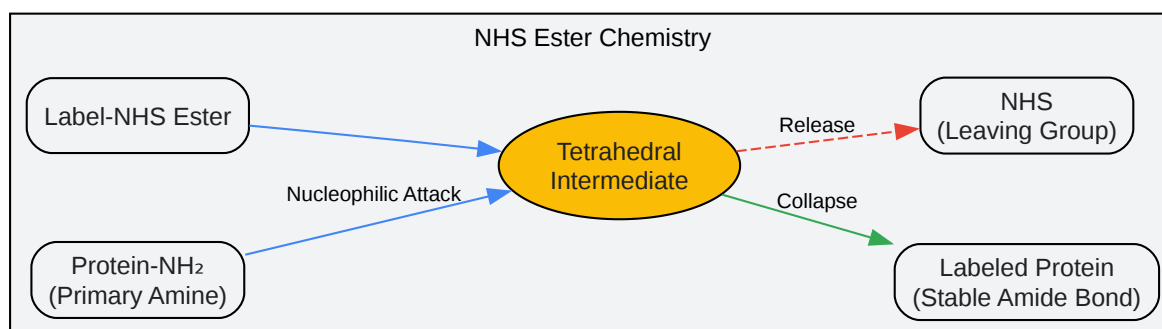 NHS Ester Chemistry
Label-NHS Ester
Nucleophilic Attack
Protein-NH₂
(Primary Amine)
Tetrahedral
Intermediate
Release
NHS
(Leaving Group)
Collapse
Labeled Protein
(Stable Amide Bond)